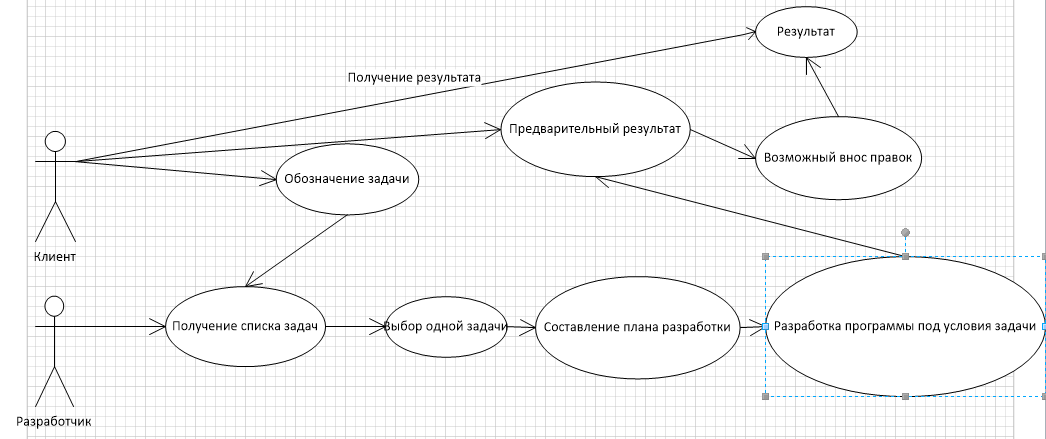 Результат
Получение результата
Предварительный результат
Возможный внос правок
Обозначение задачи
Клиент
Получение списка задач
Выбор одной задачи
Составление плана разработки
Разработка программы под условия задачи
Разработчик